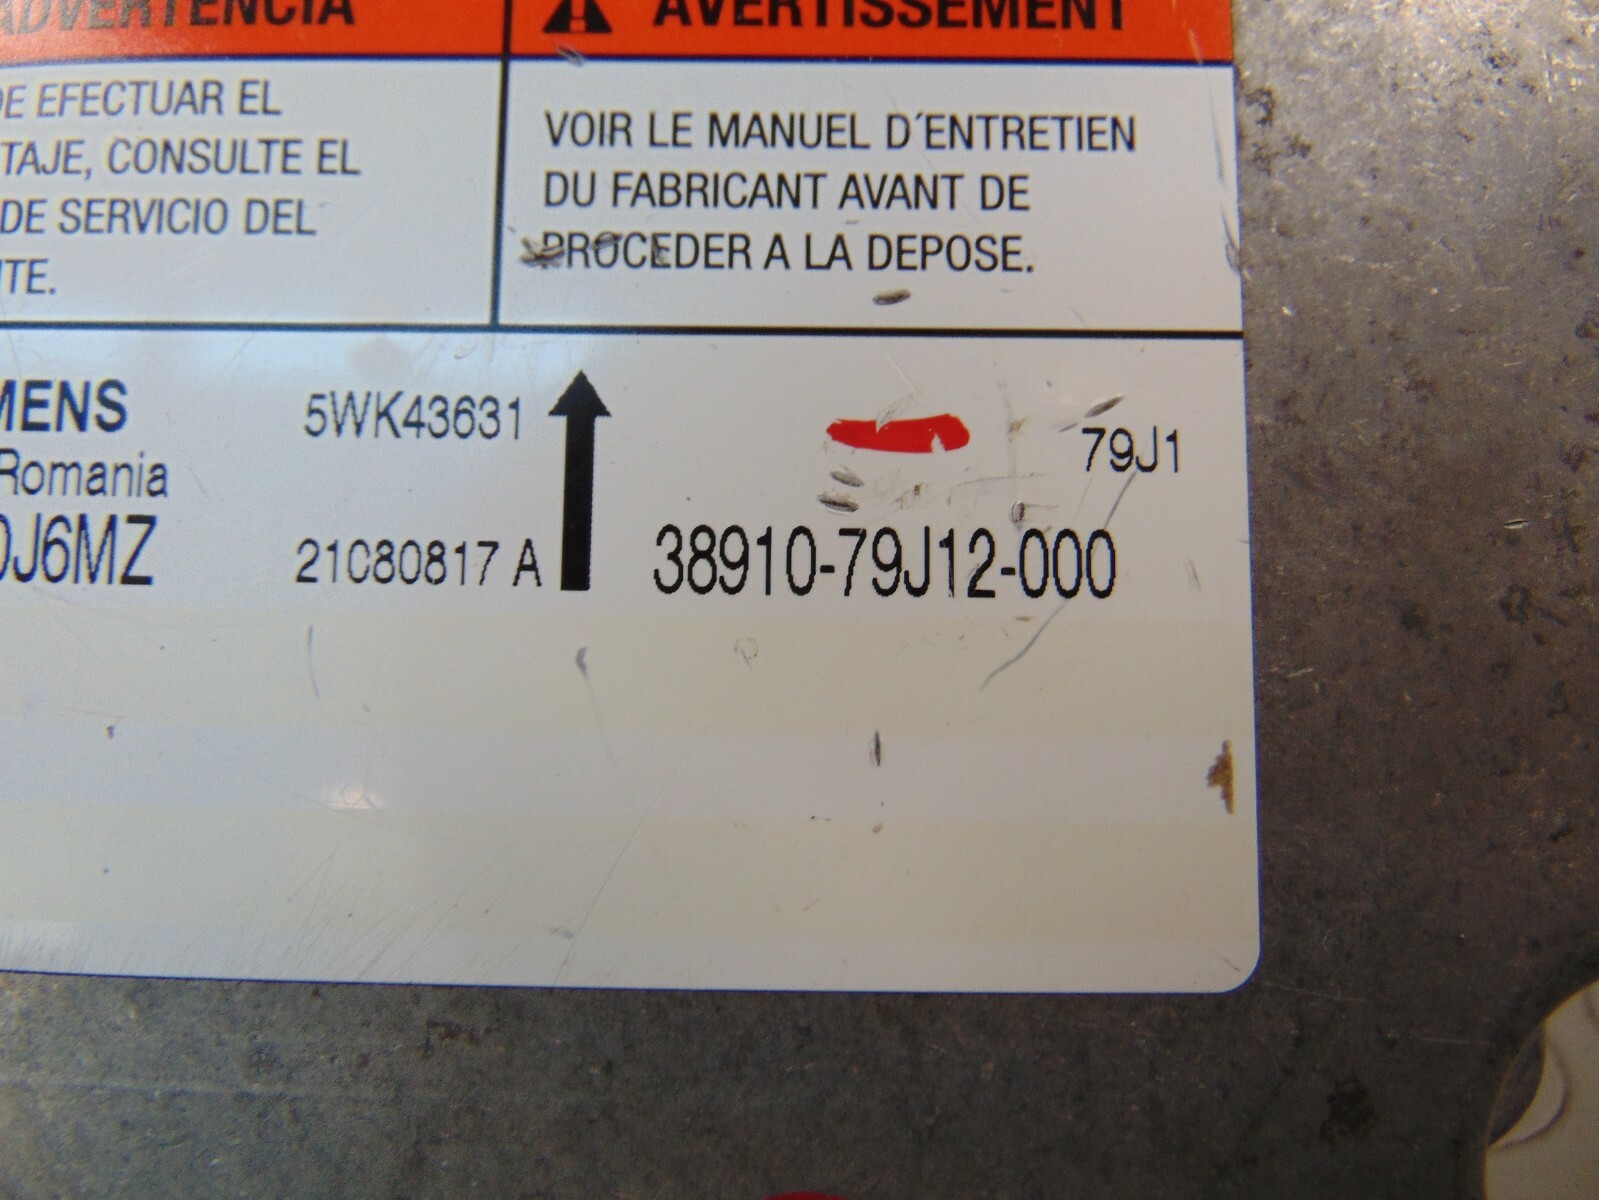 ADVERTENCIA
AVERTISSEMENT
DE EFECTUAR EL
TAJE, CONSULTE EL
DE SERVICIO DEL
TE.
VOIR LE MANUEL D´ENTRETIEN
DU FABRICANT AVANT DE
PROCEDER A LA DEPOSE.
MENS
5WK43631
79J1
Romania
0J6MZ
21C80817 A
38910-79J12-000